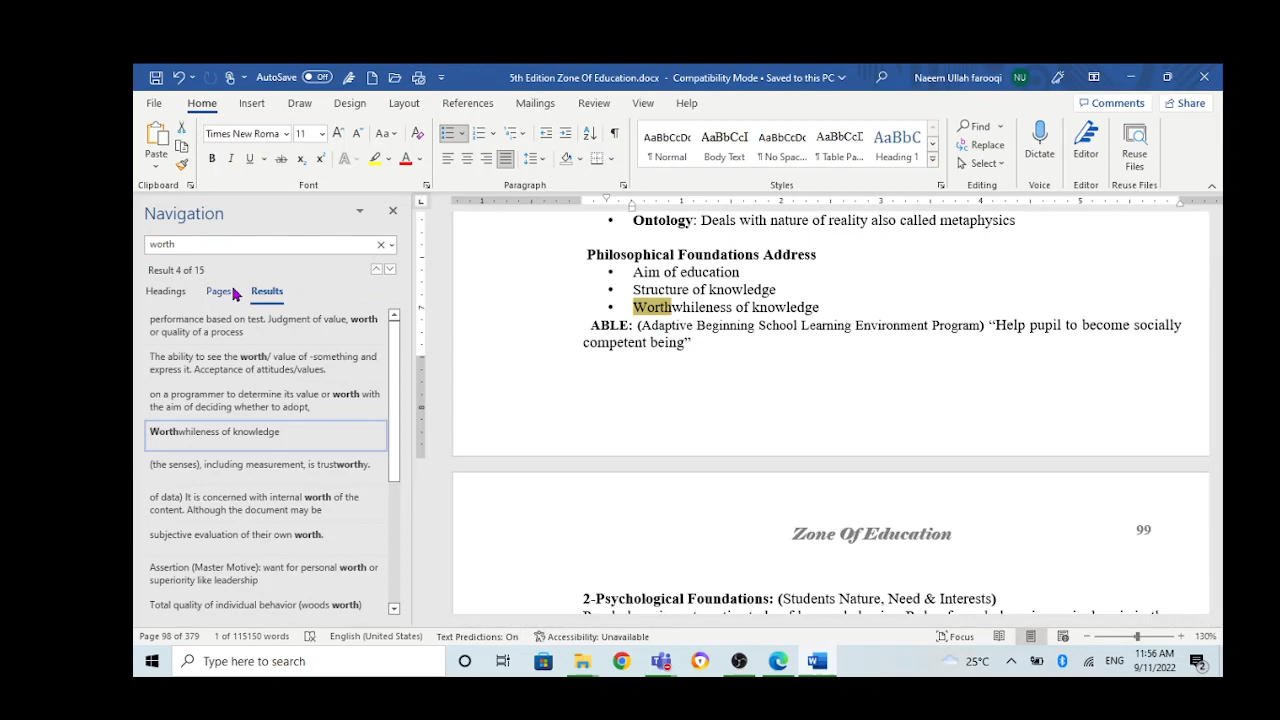 AutoSave Off 5th Edition Zone Of Education.docx - Compatibility Mode • Saved to this PC Naeem Ullah farooqi NU
File Home Insert Draw Design Layout References Mailings Review View Help Comments Share
Paste
Times New Roma 11
AaBbCcDc AaBbCcI AaBbCcDc AaBbCcDc AaBbC
¶ Normal Body Text ¶ No Spac... ¶ Table Pa... Heading 1
Find
Replace
Select
Dictate
Editor
Reuse Files
Clipboard Font Paragraph Styles Editing Voice Editor Reuse Files
Navigation
worth
Result 4 of 15
Headings Pages Results
performance based on test. Judgment of value, worth
or quality of a process
The ability to see the worth/ value of -something and
express it. Acceptance of attitudes/values.
on a programmer to determine its value or worth with
the aim of deciding whether to adopt,
Worthwhileness of knowledge
(the senses), including measurement, is trustworthy.
of data) It is concerned with internal worth of the
content. Although the document may be
subjective evaluation of their own worth.
Assertion (Master Motive): want for personal worth or
superiority like leadership
Total quality of individual behavior (woods worth)
• Ontology: Deals with nature of reality also called metaphysics
Philosophical Foundations Address
• Aim of education
• Structure of knowledge
• Worthwhileness of knowledge
ABLE: (Adaptive Beginning School Learning Environment Program) “Help pupil to become socially
competent being”
Zone Of Education 99
2-Psychological Foundations: (Students Nature, Need & Interests)
Page 98 of 379 1 of 115150 words English (United States) Text Predictions: On Accessibility: Unavailable Focus 130%
Type here to search 25°C ENG 11:56 AM
9/11/2022 2